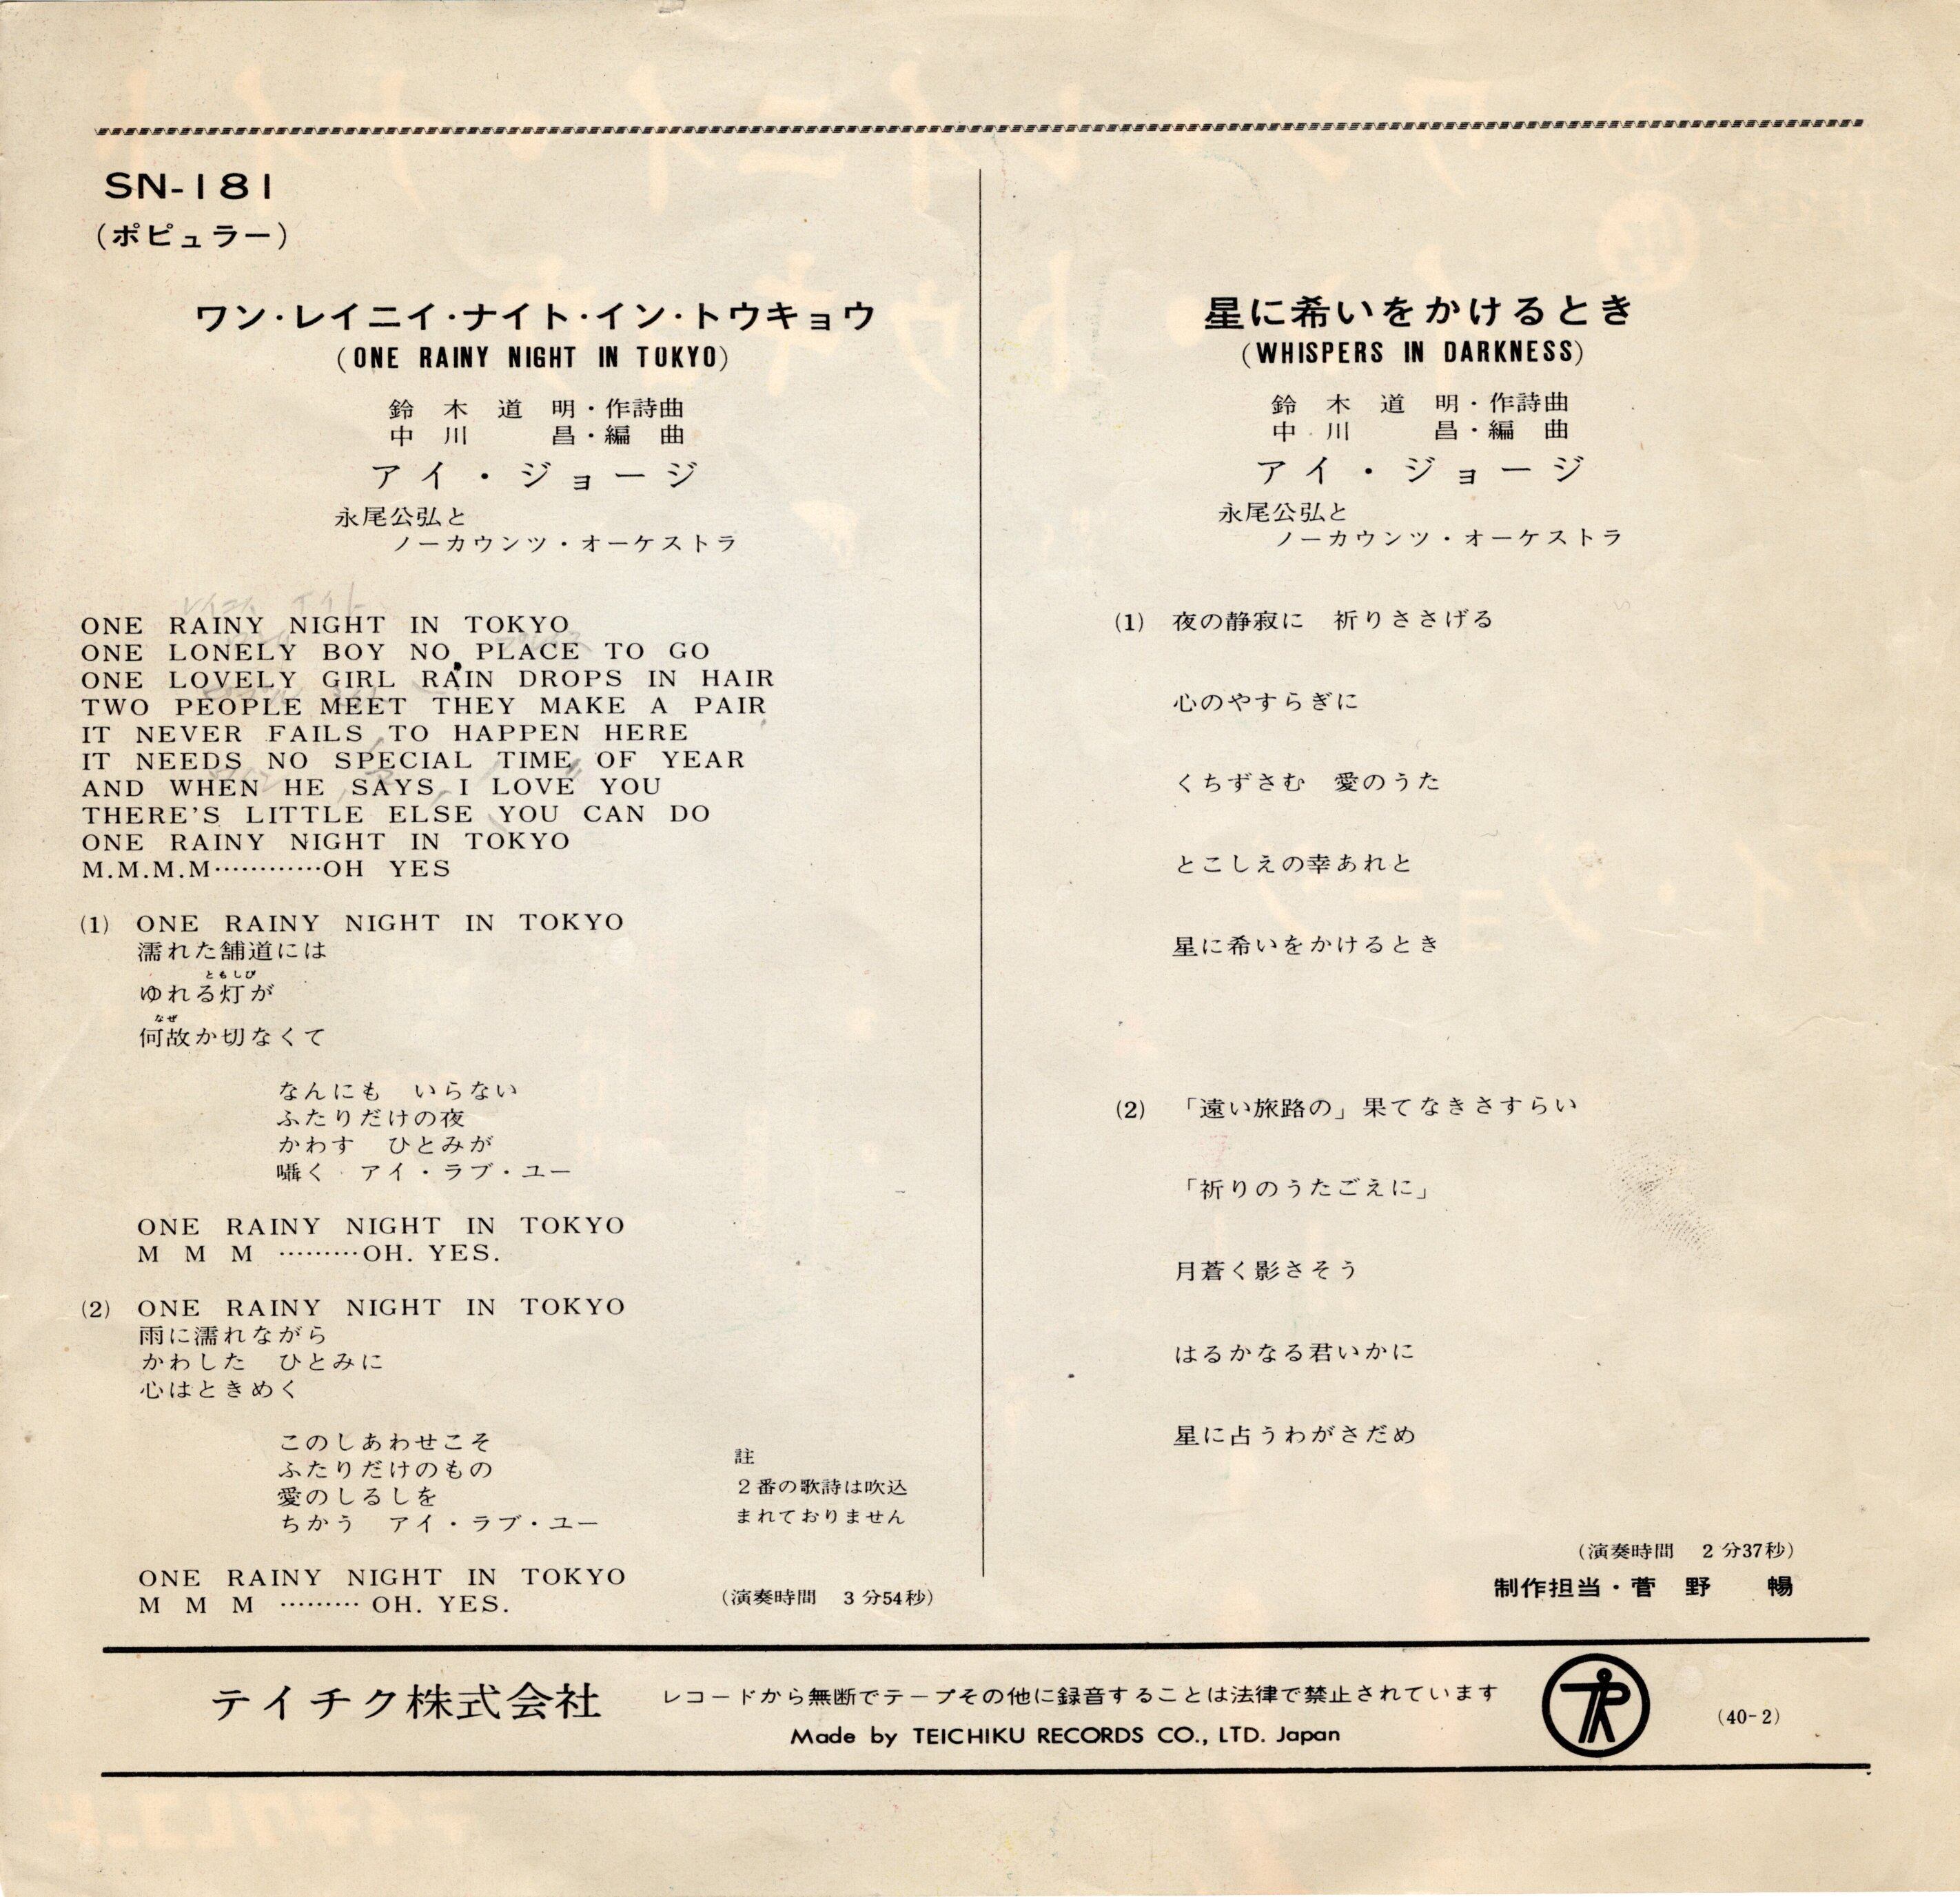 SN-181
(ポピュラー)
ワン・レイニイ・ナイト・イン・トウキョウ
(ONE RAINY NIGHT IN TOKYO)
鈴木道明・作詩曲
中川昌・編曲
アイ・ジョージ
永尾公弘と
ノーカウンツ・オーケストラ
ONE RAINY NIGHT IN TOKYO
ONE LONELY BOY NO PLACE TO GO
ONE LOVELY GIRL RAIN DROPS IN HAIR
TWO PEOPLE MEET THEY MAKE A PAIR
IT NEVER FAILS TO HAPPEN HERE
IT NEEDS NO SPECIAL TIME OF YEAR
AND WHEN HE SAYS I LOVE YOU
THERE'S LITTLE ELSE YOU CAN DO
ONE RAINY NIGHT IN TOKYO
M.M.M.M…………OH YES
(1) ONE RAINY NIGHT IN TOKYO
濡れた舗道には
ともしび
ゆれる灯が
なぜ
何故か切なくて
なんにも いらない
ふたりだけの夜
かわす ひとみが
囁く アイ・ラブ・ユー
ONE RAINY NIGHT IN TOKYO
M M M ………OH. YES.
(2) ONE RAINY NIGHT IN TOKYO
雨に濡れながら
かわした ひとみに
心はときめく
このしあわせこそ
ふたりだけのもの
愛のしるしを
ちかう アイ・ラブ・ユー
ONE RAINY NIGHT IN TOKYO
M M M ……… OH. YES.
註
2番の歌詩は吹込
まれておりません
(演奏時間 3分54秒)
星に希いをかけるとき
(WHISPERS IN DARKNESS)
鈴木道明・作詩曲
中川昌・編曲
アイ・ジョージ
永尾公弘と
ノーカウンツ・オーケストラ
(1) 夜の静寂に 祈りささげる
心のやすらぎに
くちずさむ 愛のうた
とこしえの幸あれと
星に希いをかけるとき
(2) 「遠い旅路の」果てなきさすらい
「祈りのうたごえに」
月蒼く影さそう
はるかなる君いかに
星に占うわがさだめ
(演奏時間 2分37秒)
制作担当・菅野 暢
テイチク株式会社
レコードから無断でテープその他に録音することは法律で禁止されています
Made by TEICHIKU RECORDS CO., LTD. Japan
(40-2)